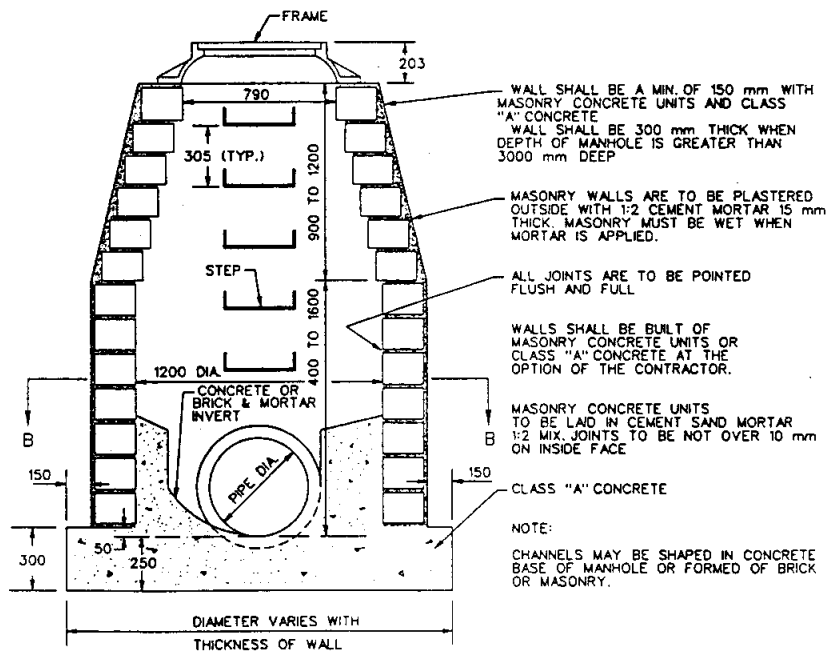 FRAME
203
790
305 (TYP.)
900 TO 1200
STEP
400 TO 1600
1200 DIA.
CONCRETE OR
BRICK & MORTAR
INVERT
B
B
PIPE DIA.
150
150
300
50
250
DIAMETER VARIES WITH
THICKNESS OF WALL
WALL SHALL BE A MIN. OF 150 mm WITH
MASONRY CONCRETE UNITS AND CLASS
"A" CONCRETE
WALL SHALL BE 300 mm THICK WHEN
DEPTH OF MANHOLE IS GREATER THAN
3000 mm DEEP
MASONRY WALLS ARE TO BE PLASTERED
OUTSIDE WITH 1:2 CEMENT MORTAR 15 mm
THICK. MASONRY MUST BE WET WHEN
MORTAR IS APPLIED.
ALL JOINTS ARE TO BE POINTED
FLUSH AND FULL
WALLS SHALL BE BUILT OF
MASONRY CONCRETE UNITS OR
CLASS "A" CONCRETE AT THE
OPTION OF THE CONTRACTOR.
MASONRY CONCRETE UNITS
TO BE LAID IN CEMENT SAND MORTAR
1:2 MIX. JOINTS TO BE NOT OVER 10 mm
ON INSIDE FACE
CLASS "A" CONCRETE
NOTE:
CHANNELS MAY BE SHAPED IN CONCRETE
BASE OF MANHOLE OR FORMED OF BRICK
OR MASONRY.